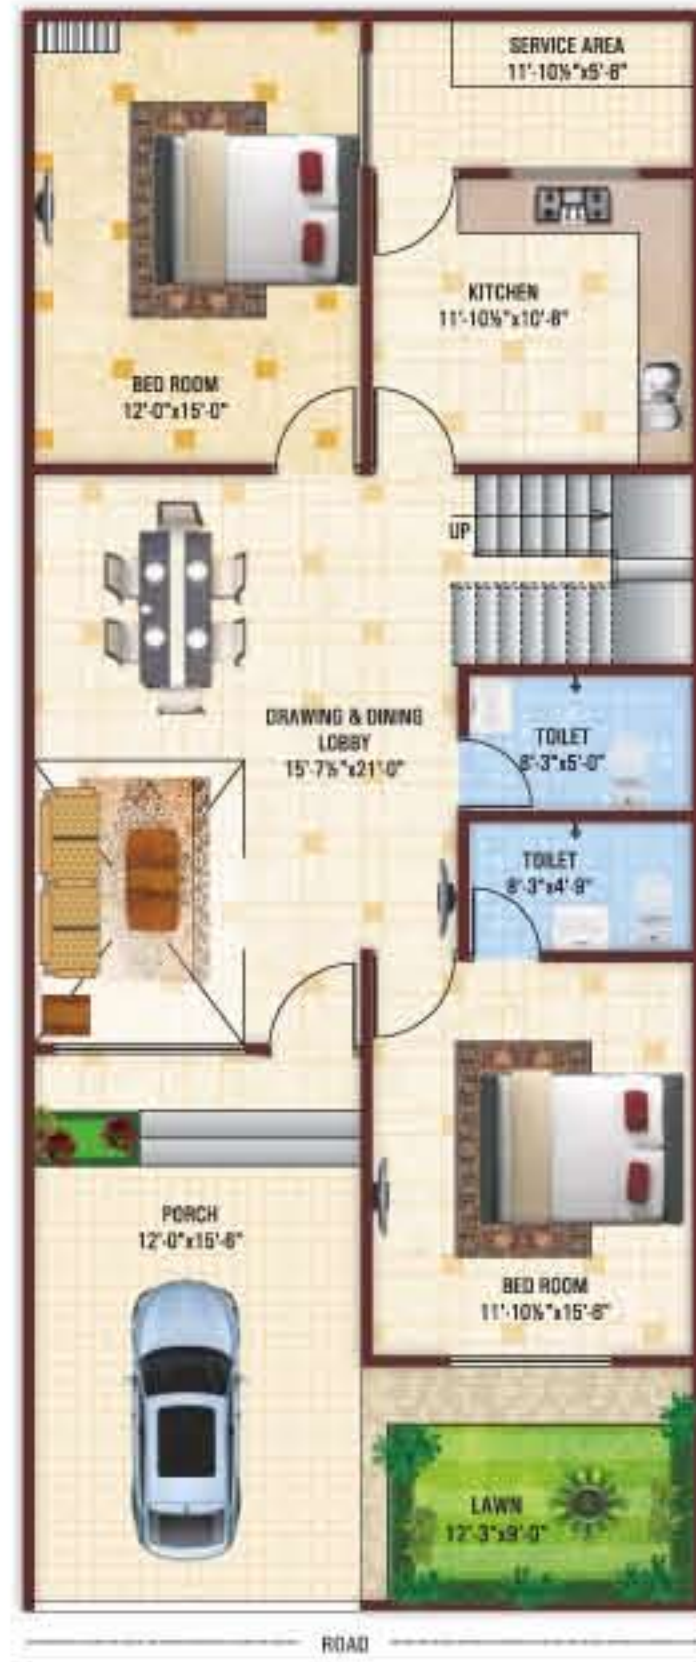 SERVICE AREA
11'-10½"x5'-8"
KITCHEN
11'-10½"x10'-8"
BED ROOM
12'-0"x15'-0"
UP
DRAWING & DINING
LOBBY
15'-7½"x21'-0"
TOILET
8'-3"x5'-0"
TOILET
8'-3"x4'-9"
PORCH
12'-0"x15'-6"
BED ROOM
11'-10½"x15'-6"
LAWN
12'-3"x9'-0"
ROAD